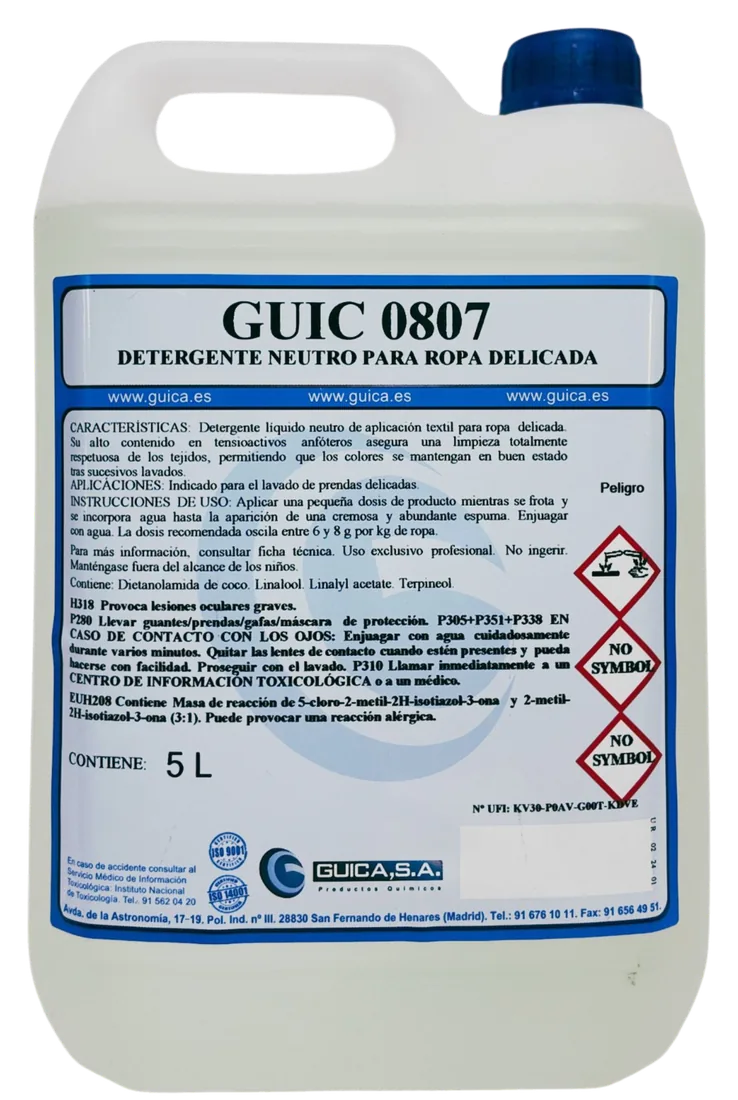 GUIC 0807
DETERGENTE NEUTRO PARA ROPA DELICADA
www.guica.es www.guica.es www.guica.es
CARACTERÍSTICAS: Detergente líquido neutro de aplicación textil para ropa delicada.
Su alto contenido en tensioactivos anfóteros asegura una limpieza totalmente
respetuosa de los tejidos, permitiendo que los colores se mantengan en buen estado
tras sucesivos lavados.
APLICACIONES: Indicado para el lavado de prendas delicadas.
INSTRUCCIONES DE USO: Aplicar una pequeña dosis de producto mientras se frota y
se incorpora agua hasta la aparición de una cremosa y abundante espuma. Enjuagar
con agua. La dosis recomendada oscila entre 6 y 8 g por kg de ropa.
Para más información, consultar ficha técnica. Uso exclusivo profesional. No ingerir.
Manténgase fuera del alcance de los niños.
Contiene: Dietanolamida de coco. Linalool. Linalyl acetate. Terpineol.
H318 Provoca lesiones oculares graves.
P280 Llevar guantes/prendas/gafas/máscara de protección. P305+P351+P338 EN
CASO DE CONTACTO CON LOS OJOS: Enjuagar con agua cuidadosamente
durante varios minutos. Quitar las lentes de contacto cuando estén presentes y pueda
hacerse con facilidad. Proseguir con el lavado. P310 Llamar inmediatamente a un
CENTRO DE INFORMACIÓN TOXICOLÓGICA o a un médico.
EUH208 Contiene Masa de reacción de 5-cloro-2-metil-2H-isotiazol-3-ona y 2-metil-
2H-isotiazol-3-ona (3:1). Puede provocar una reacción alérgica.
Peligro
NO
SYMBOL
NO
SYMBOL
CONTIENE: 5 L
Nº UFI: KV30-P0AV-G00T-KDVE
En caso de accidente consultar al
Servicio Médico de Información
Toxicológica: Instituto Nacional
de Toxicología. Tel.: 91 562 04 20
ISO 9001
ISO 14001
GUICA, S.A.
Productos Químicos
Avda. de la Astronomía, 17-19. Pol. Ind. nº III. 28830 San Fernando de Henares (Madrid). Tel.: 91 676 10 11. Fax: 91 656 49 51.